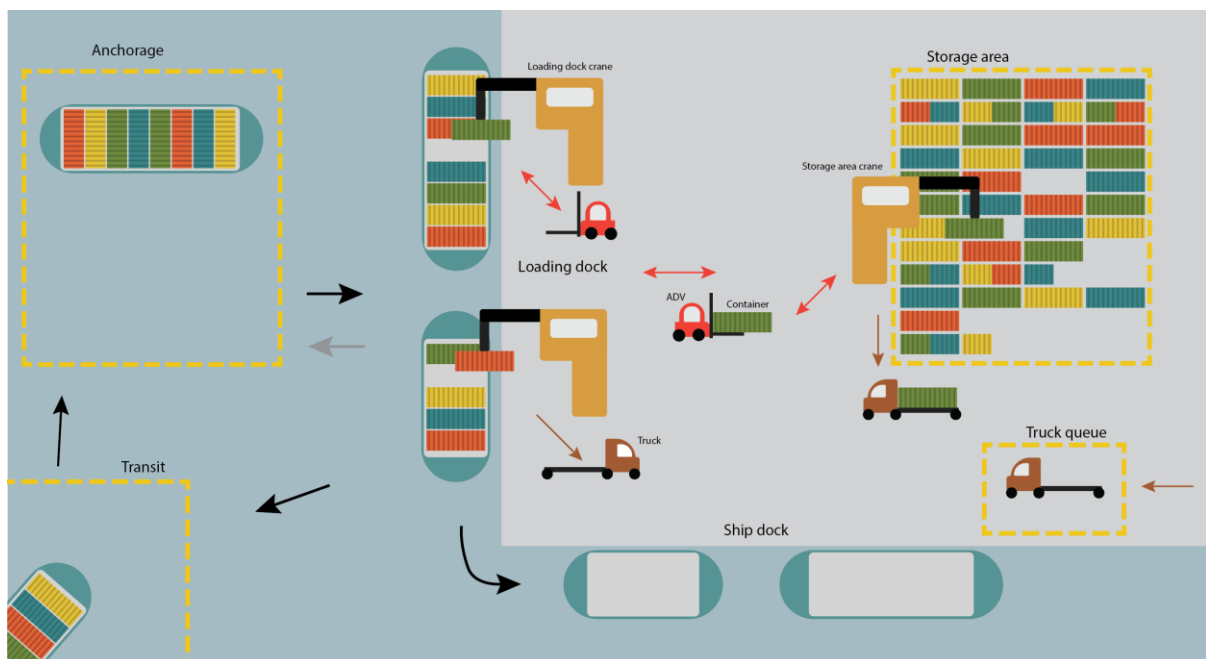 Anchorage
Loading dock crane
Storage area
Storage area crane
Loading dock
ADV
Container
Truck
Truck queue
Transit
Ship dock